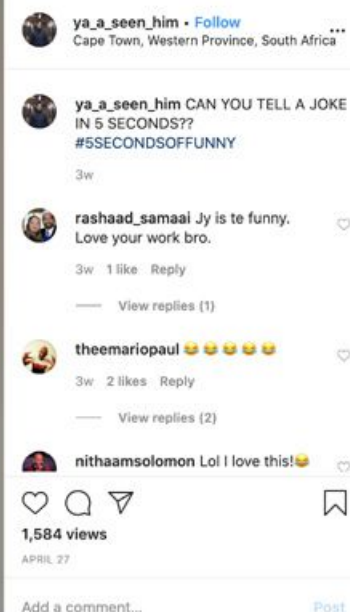 ya_a_seen_him • Follow
Cape Town, Western Province, South Africa
ya_a_seen_him CAN YOU TELL A JOKE
IN 5 SECONDS??
#5SECONDSOFFUNNY
3w
rashaad_samaai Jy is te funny.
Love your work bro.
3w 1 like Reply
View replies (1)
theemariopaul 😂😂😂😂😂
3w 2 likes Reply
View replies (2)
nithaamsolomon Lol I love this!😂
1,584 views
APRIL 27
Add a comment... Post